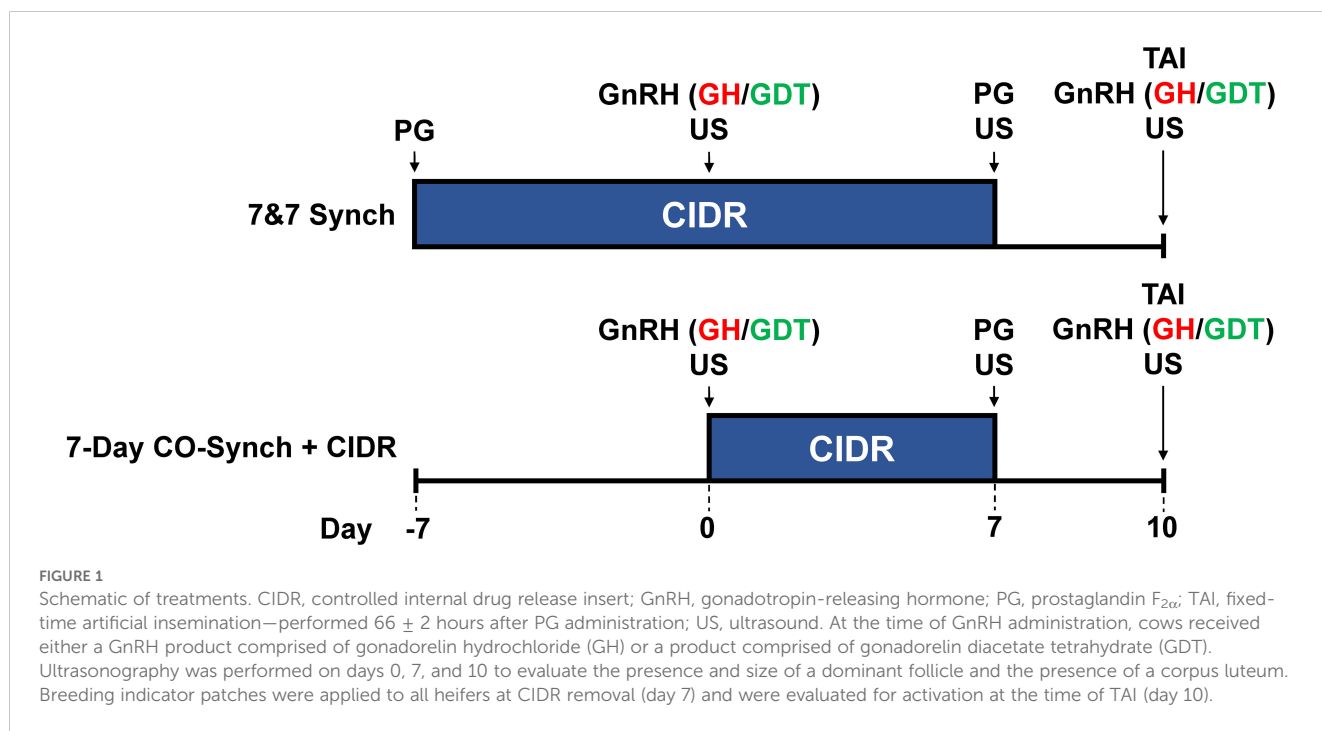 TAI
GnRH (GH/GDT)
PG
GnRH (GH/GDT)
US
US
US
PG
7&7 Synch
CIDR
TAI
GnRH (GH/GDT)
PG
GnRH (GH/GDT)
US
US
US
7-Day CO-Synch + CIDR
CIDR
Day
-7
0
7
10
FIGURE 1
Schematic of treatments. CIDR, controlled internal drug release insert; GnRH, gonadotropin-releasing hormone; PG, prostaglandin F2α; TAI, fixed-
time artificial insemination—performed 66 ± 2 hours after PG administration; US, ultrasound. At the time of GnRH administration, cows received
either a GnRH product comprised of gonadorelin hydrochloride (GH) or a product comprised of gonadorelin diacetate tetrahydrate (GDT).
Ultrasonography was performed on days 0, 7, and 10 to evaluate the presence and size of a dominant follicle and the presence of a corpus luteum.
Breeding indicator patches were applied to all heifers at CIDR removal (day 7) and were evaluated for activation at the time of TAI (day 10).